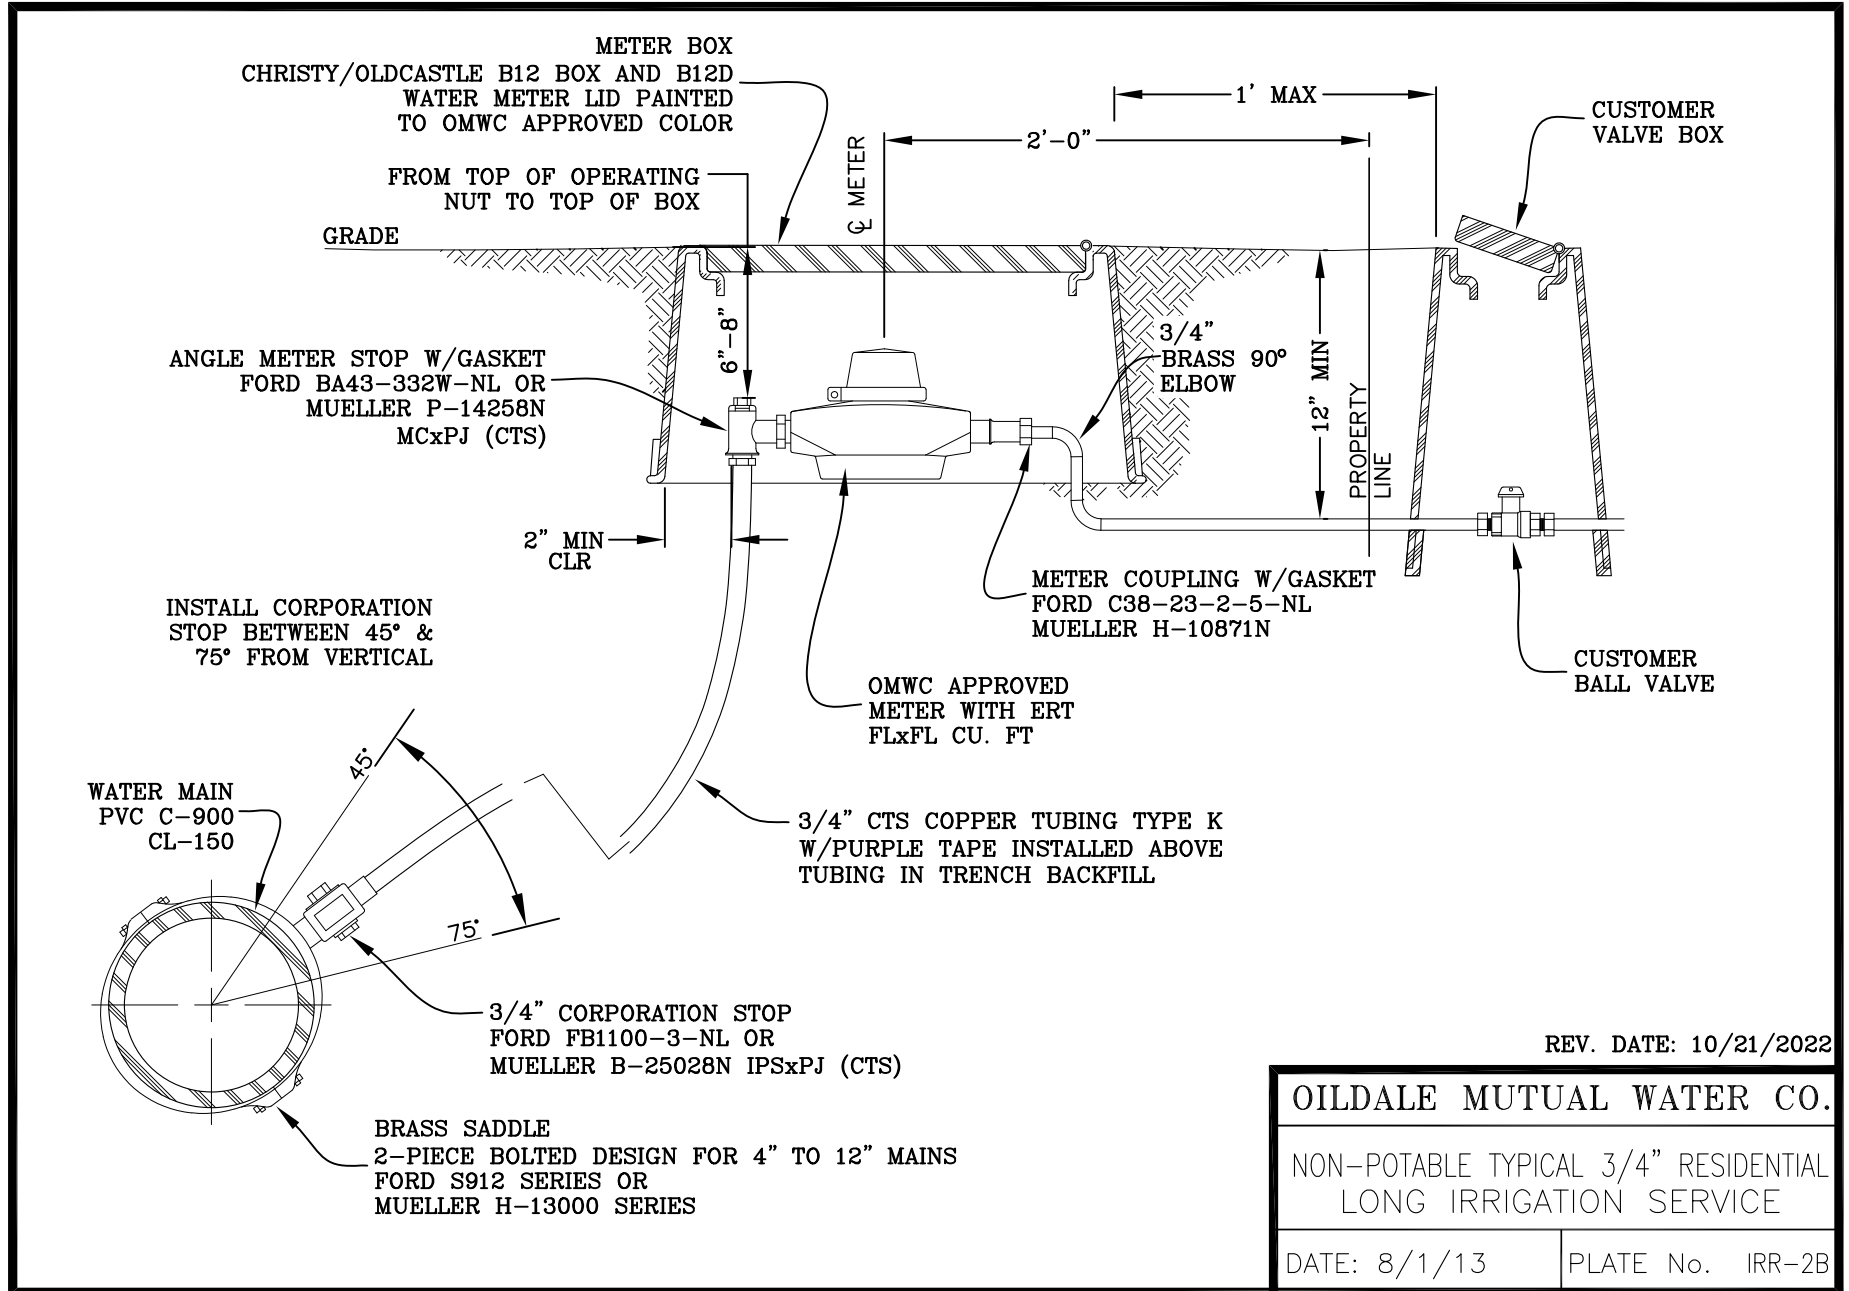 METER BOX
CHRISTY/OLDCASTLE B12 BOX AND B12D
WATER METER LID PAINTED
TO OMWC APPROVED COLOR
FROM TOP OF OPERATING
NUT TO TOP OF BOX
GRADE
℄ METER
2'-0"
1' MAX
CUSTOMER
VALVE BOX
6"-8"
ANGLE METER STOP W/GASKET
FORD BA43-332W-NL OR
MUELLER P-14258N
MCxPJ (CTS)
3/4"
BRASS 90°
ELBOW
12" MIN
PROPERTY
LINE
2" MIN
CLR
METER COUPLING W/GASKET
FORD C38-23-2-5-NL
MUELLER H-10871N
INSTALL CORPORATION
STOP BETWEEN 45° &
75° FROM VERTICAL
CUSTOMER
BALL VALVE
OMWC APPROVED
METER WITH ERT
FLxFL CU. FT
45°
WATER MAIN
PVC C-900
CL-150
3/4" CTS COPPER TUBING TYPE K
W/PURPLE TAPE INSTALLED ABOVE
TUBING IN TRENCH BACKFILL
75°
3/4" CORPORATION STOP
FORD FB1100-3-NL OR
MUELLER B-25028N IPSxPJ (CTS)
BRASS SADDLE
2-PIECE BOLTED DESIGN FOR 4" TO 12" MAINS
FORD S912 SERIES OR
MUELLER H-13000 SERIES
REV. DATE: 10/21/2022
OILDALE MUTUAL WATER CO.
NON-POTABLE TYPICAL 3/4" RESIDENTIAL
LONG IRRIGATION SERVICE
DATE: 8/1/13
PLATE No. IRR-2B